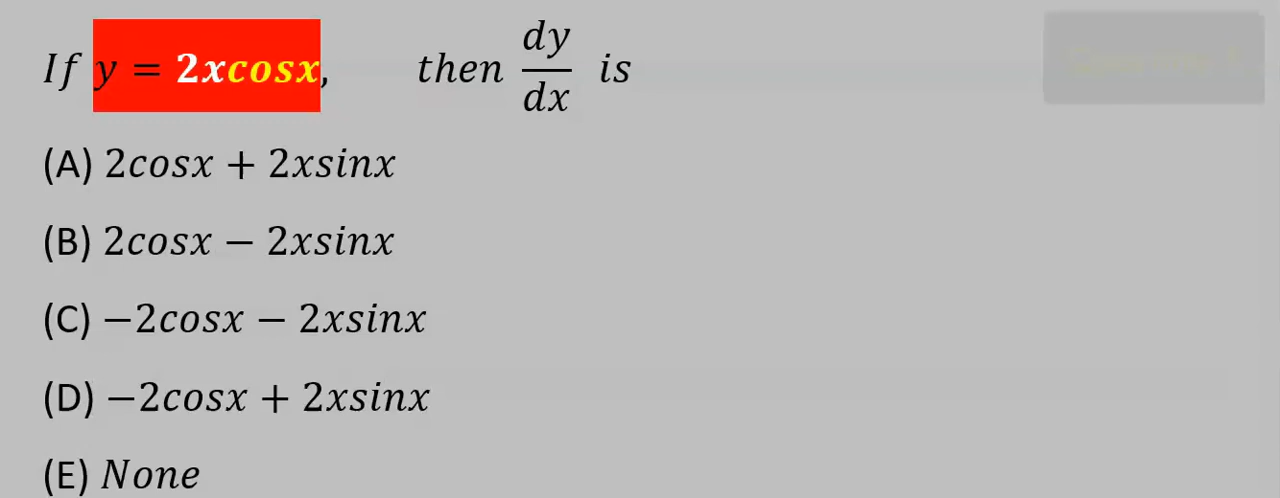 If y = 2xcosx, then dy/dx is
(A) 2cosx + 2xsinx
(B) 2cosx − 2xsinx
(C) −2cosx − 2xsinx
(D) −2cosx + 2xsinx
(E) None